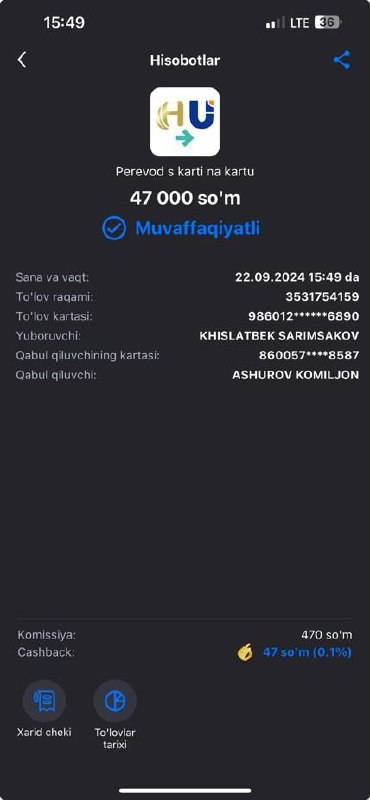 15:49
LTE 36
Hisobotlar
HU
Perevod s karti na kartu
47 000 so'm
Muvaffaqiyatli
Sana va vaqt: 22.09.2024 15:49 da
To'lov raqami: 3531754159
To'lov kartasi: 986012******6890
Yuboruvchi: KHISLATBEK SARIMSAKOV
Qabul qiluvchining kartasi: 860057****8587
Qabul qiluvchi: ASHUROV KOMILJON
Komissiya: 470 so'm
Cashback: 47 so'm (0.1%)
Xarid cheki To'lovlar
tarixi